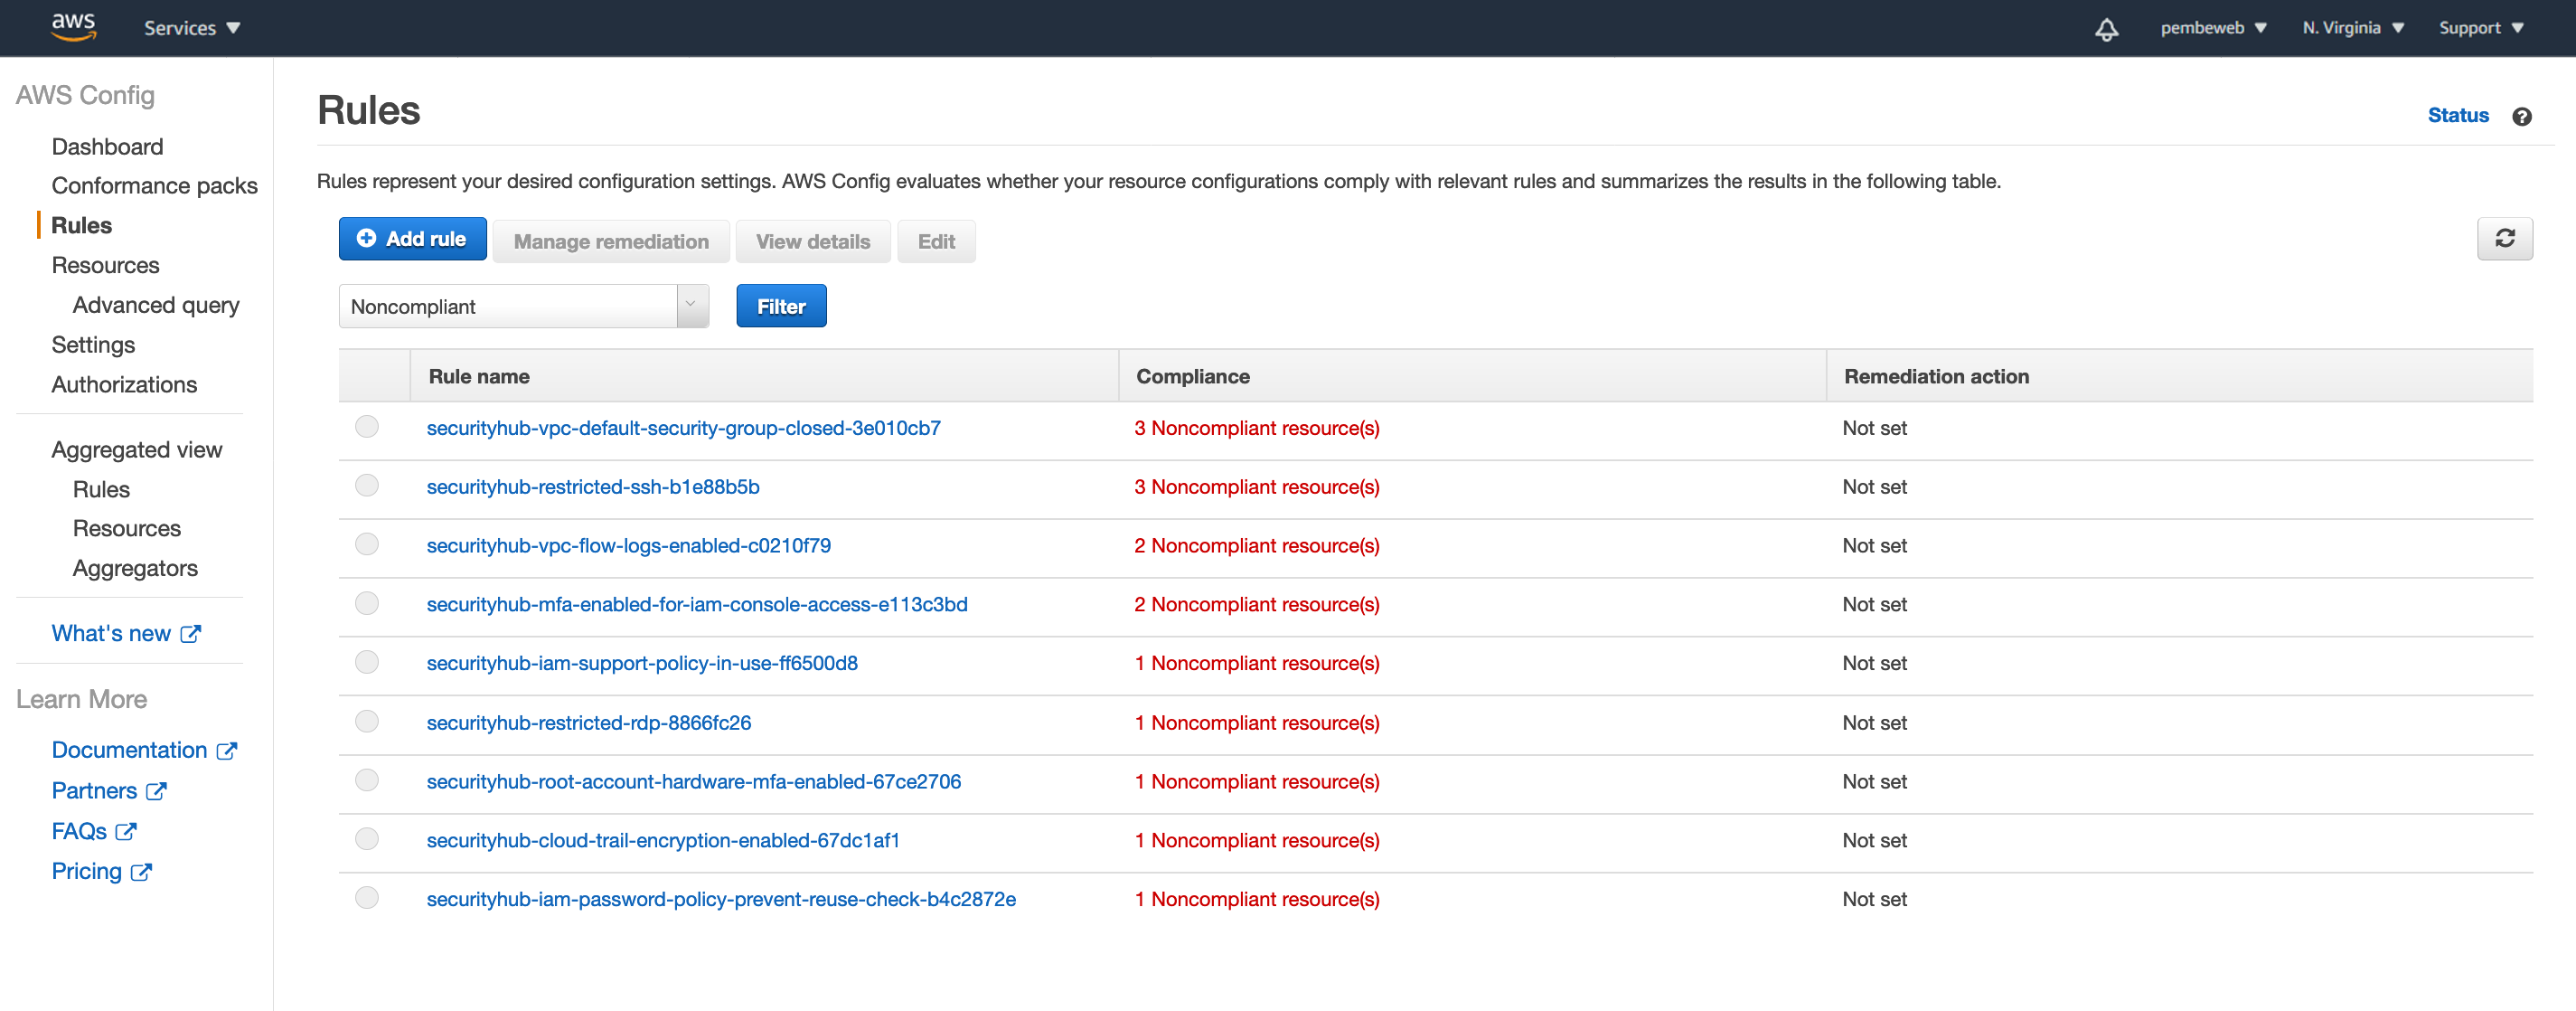 aws Services pembeweb N. Virginia Support
AWS Config
Dashboard
Conformance packs
Rules
Resources
Advanced query
Settings
Authorizations
Aggregated view
Rules
Resources
Aggregators
What's new
Learn More
Documentation
Partners
FAQs
Pricing
Rules
Status
Rules represent your desired configuration settings. AWS Config evaluates whether your resource configurations comply with relevant rules and summarizes the results in the following table.
Add rule Manage remediation View details Edit
Noncompliant Filter
Rule name Compliance Remediation action
securityhub-vpc-default-security-group-closed-3e010cb7 3 Noncompliant resource(s) Not set
securityhub-restricted-ssh-b1e88b5b 3 Noncompliant resource(s) Not set
securityhub-vpc-flow-logs-enabled-c0210f79 2 Noncompliant resource(s) Not set
securityhub-mfa-enabled-for-iam-console-access-e113c3bd 2 Noncompliant resource(s) Not set
securityhub-iam-support-policy-in-use-ff6500d8 1 Noncompliant resource(s) Not set
securityhub-restricted-rdp-8866fc26 1 Noncompliant resource(s) Not set
securityhub-root-account-hardware-mfa-enabled-67ce2706 1 Noncompliant resource(s) Not set
securityhub-cloud-trail-encryption-enabled-67dc1af1 1 Noncompliant resource(s) Not set
securityhub-iam-password-policy-prevent-reuse-check-b4c2872e 1 Noncompliant resource(s) Not set